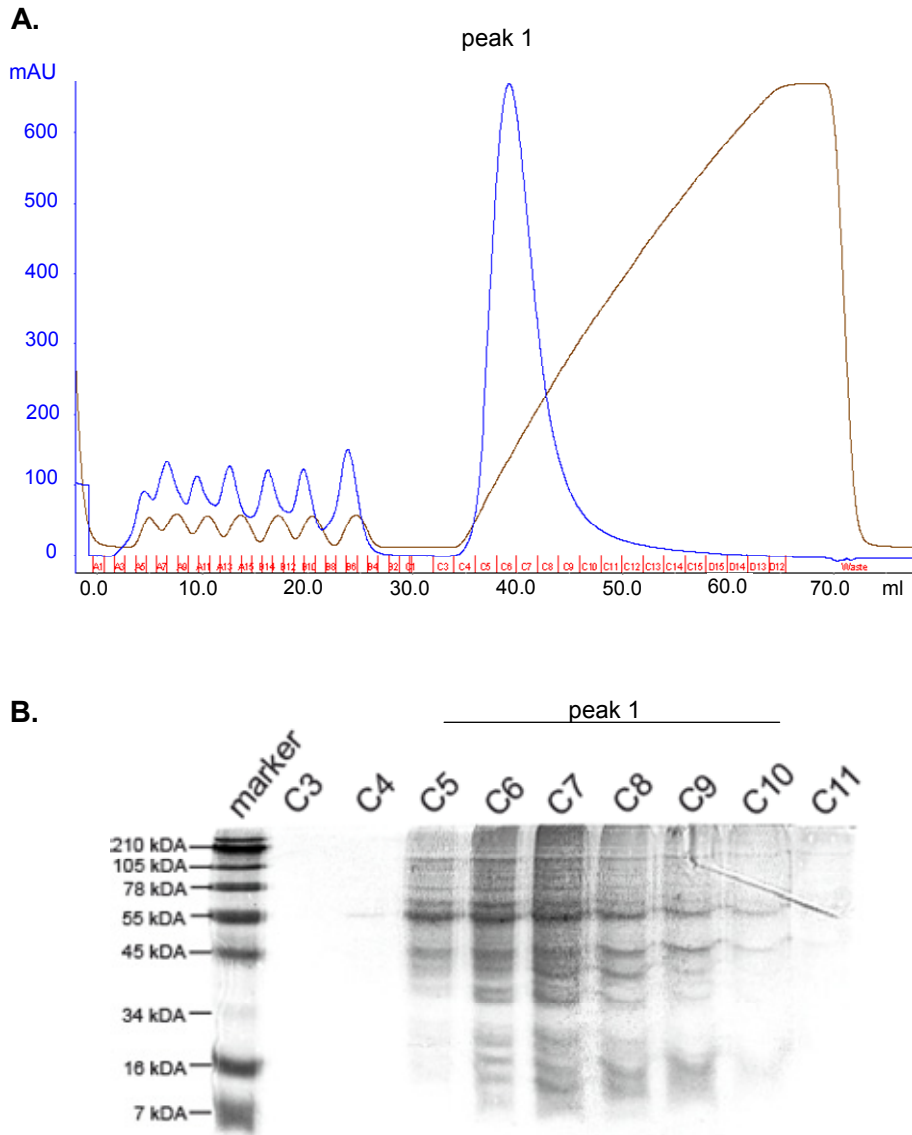 A.
peak 1
mAU
600
500
400
300
200
100
0
A1 A3 A5 A7 A9 A11 A13 A15 B14 B12 B10 B8 B6 B4 B2 C1 C3 C4 C5 C6 C7 C8 C9 C10 C11 C12 C13 C14 C15 D15 D14 D13 D12 Waste
0.0 10.0 20.0 30.0 40.0 50.0 60.0 70.0 ml
B.
peak 1
marker C3 C4 C5 C6 C7 C8 C9 C10 C11
210 kDA
105 kDA
78 kDA
55 kDA
45 kDA
34 kDA
16 kDA
7 kDA